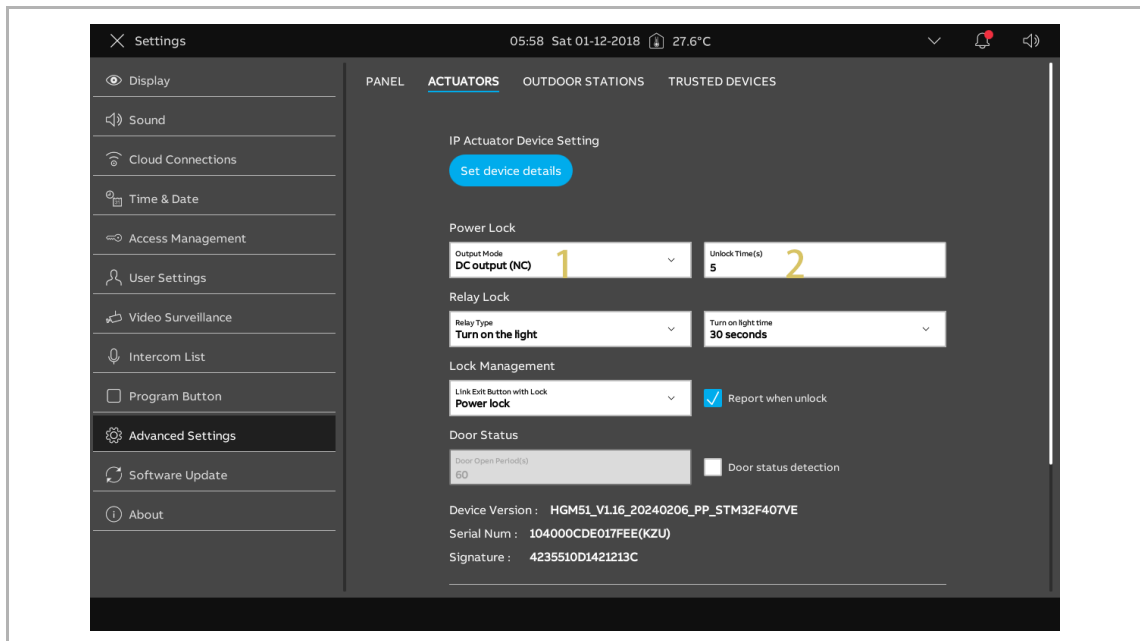 Settings
05:58 Sat 01-12-2018 27.6°C
Display
Sound
Cloud Connections
Time & Date
Access Management
User Settings
Video Surveillance
Intercom List
Program Button
Advanced Settings
Software Update
About
PANEL ACTUATORS OUTDOOR STATIONS TRUSTED DEVICES
IP Actuator Device Setting
Set device details
Power Lock
Output Mode
DC output (NC)
1
Unlock Time(s)
5
2
Relay Lock
Relay Type
Turn on the light
Turn on light time
30 seconds
Lock Management
Link Exit Button with Lock
Power lock
Report when unlock
Door Status
Door Open Period(s)
60
Door status detection
Device Version : HGM51_V1.16_20240206_PP_STM32F407VE
Serial Num : 104000CDE017FEE(KZU)
Signature : 4235510D1421213C